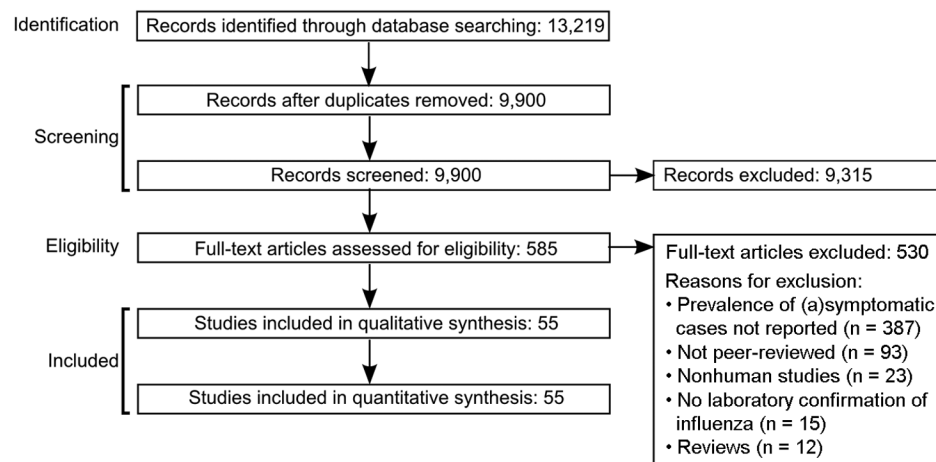 Identification
Records identified through database searching: 13,219
Records after duplicates removed: 9,900
Screening
Records screened: 9,900
Records excluded: 9,315
Eligibility
Full-text articles assessed for eligibility: 585
Full-text articles excluded: 530
Reasons for exclusion:
• Prevalence of (a)symptomatic
cases not reported (n = 387)
• Not peer-reviewed (n = 93)
• Nonhuman studies (n = 23)
• No laboratory confirmation of
influenza (n = 15)
• Reviews (n = 12)
Studies included in qualitative synthesis: 55
Included
Studies included in quantitative synthesis: 55